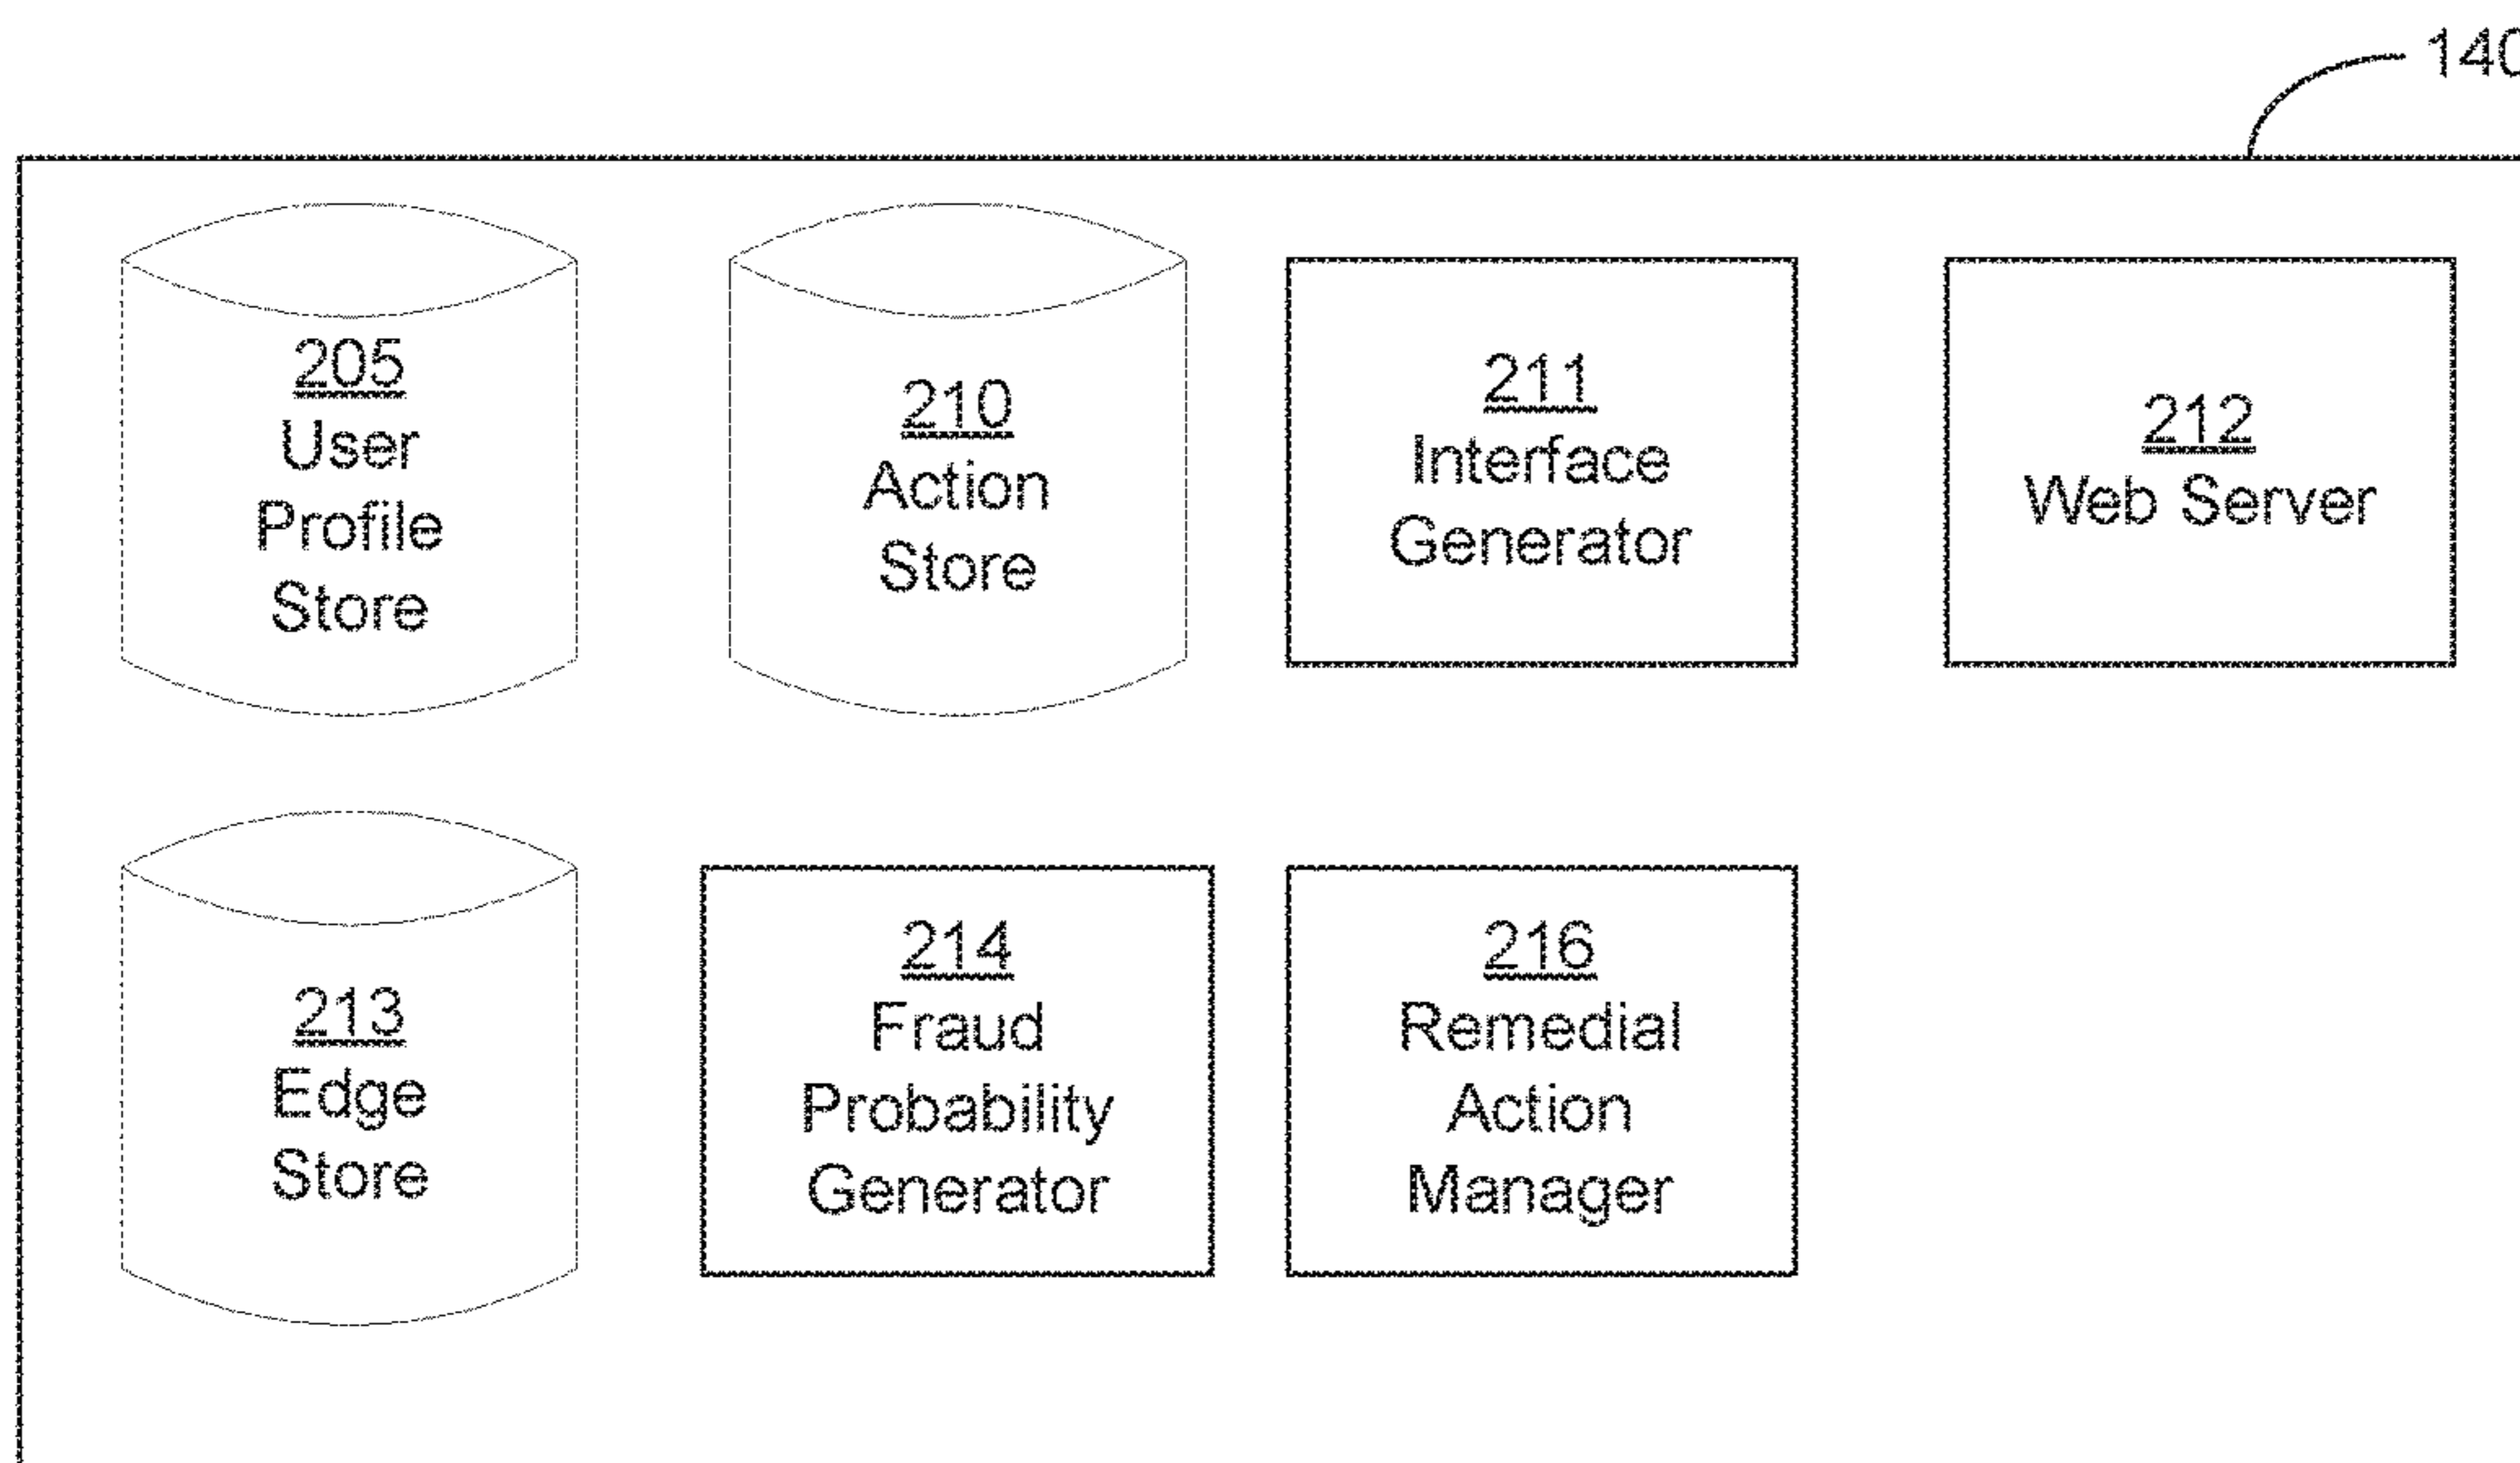 140
205
User
Profile
Store
210
Action
Store
211
Interface
Generator
212
Web Server
213
Edge
Store
214
Fraud
Probability
Generator
216
Remedial
Action
Manager